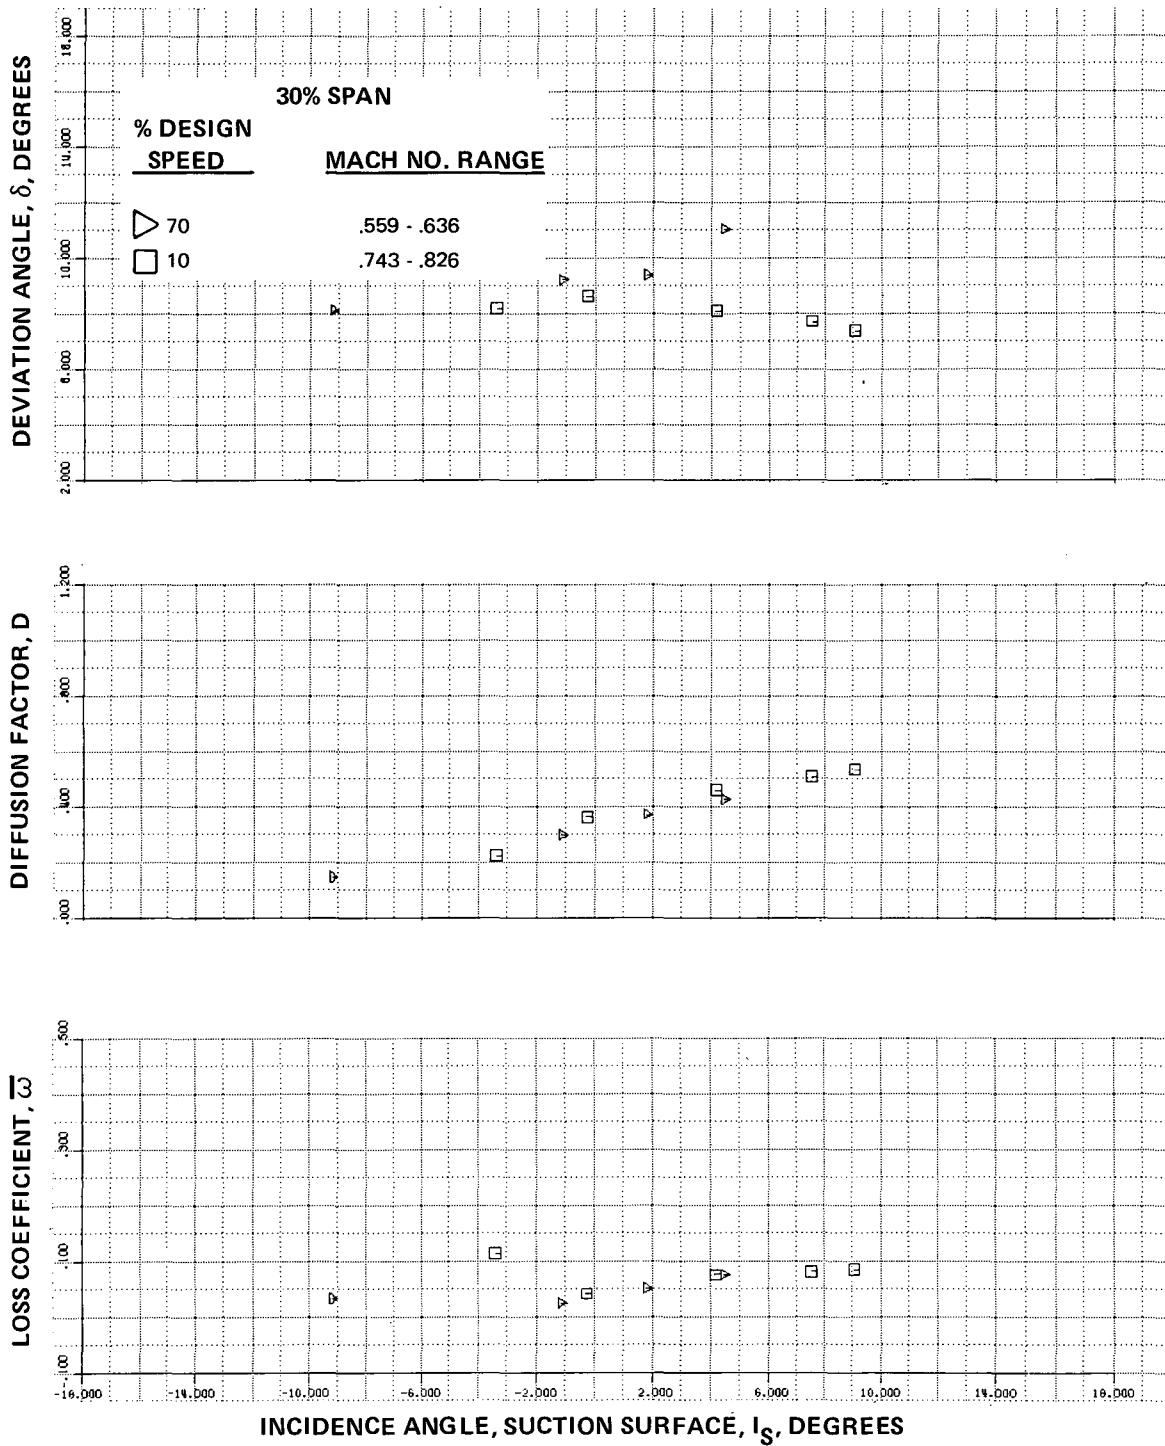 30% SPAN
% DESIGN
SPEED MACH NO. RANGE
70 .559 - .636
10 .743 - .826
DEVIATION ANGLE, δ, DEGREES
18.000
14.000
10.000
6.000
2.000
DIFFUSION FACTOR, D
1.200
.800
.400
.000
LOSS COEFFICIENT, ω̅
.500
.300
.100
-.100
-18.000 -14.000 -10.000 -6.000 -2.000 2.000 6.000 10.000 14.000 18.000
INCIDENCE ANGLE, SUCTION SURFACE, I_S, DEGREES